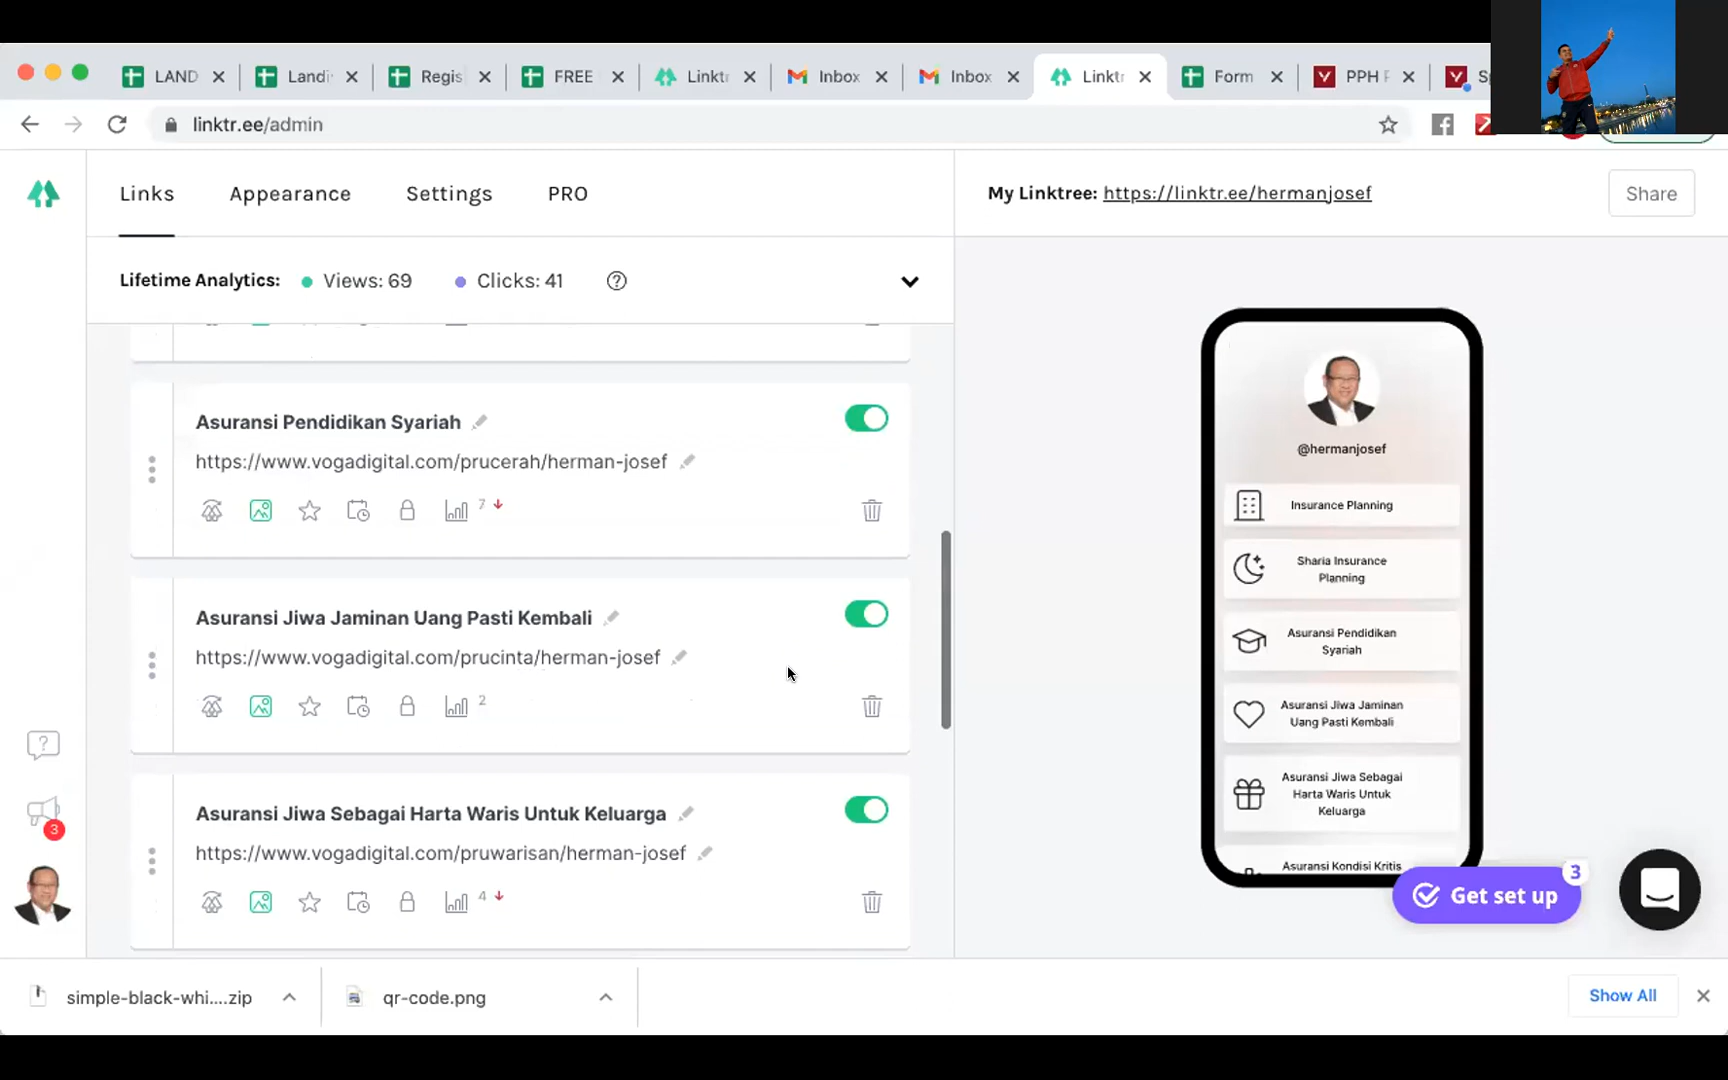 LAND
Landi
Regis
FREE
Linktr
Inbox
Inbox
Linktr
Form
PPH F
Sp
linktr.ee/admin
Links
Appearance
Settings
PRO
My Linktree: https://linktr.ee/hermanjosef
Share
Lifetime Analytics:
Views: 69
Clicks: 41
?
Asuransi Pendidikan Syariah
https://www.vogadigital.com/prucerah/herman-josef
7
Asuransi Jiwa Jaminan Uang Pasti Kembali
https://www.vogadigital.com/prucinta/herman-josef
2
Asuransi Jiwa Sebagai Harta Waris Untuk Keluarga
https://www.vogadigital.com/pruwarisan/herman-josef
4
?
3
@hermanjosef
Insurance Planning
Sharia Insurance
Planning
Asuransi Pendidikan
Syariah
Asuransi Jiwa Jaminan
Uang Pasti Kembali
Asuransi Jiwa Sebagai
Harta Waris Untuk
Keluarga
Asuransi Kondisi Kritis
Get set up
3
simple-black-whi....zip
qr-code.png
Show All